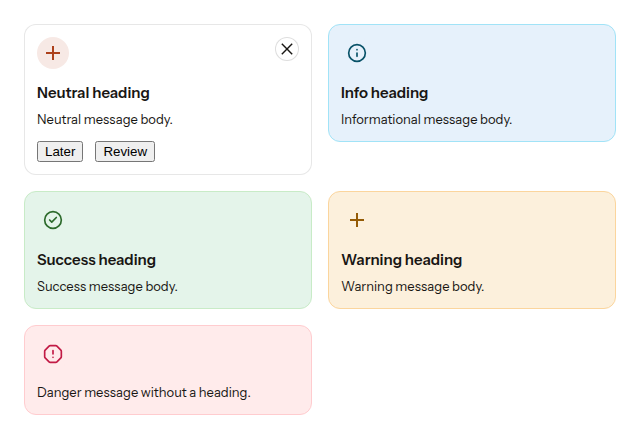 Neutral heading
Neutral message body.
Later Review
Info heading
Informational message body.
Success heading
Success message body.
Warning heading
Warning message body.
Danger message without a heading.